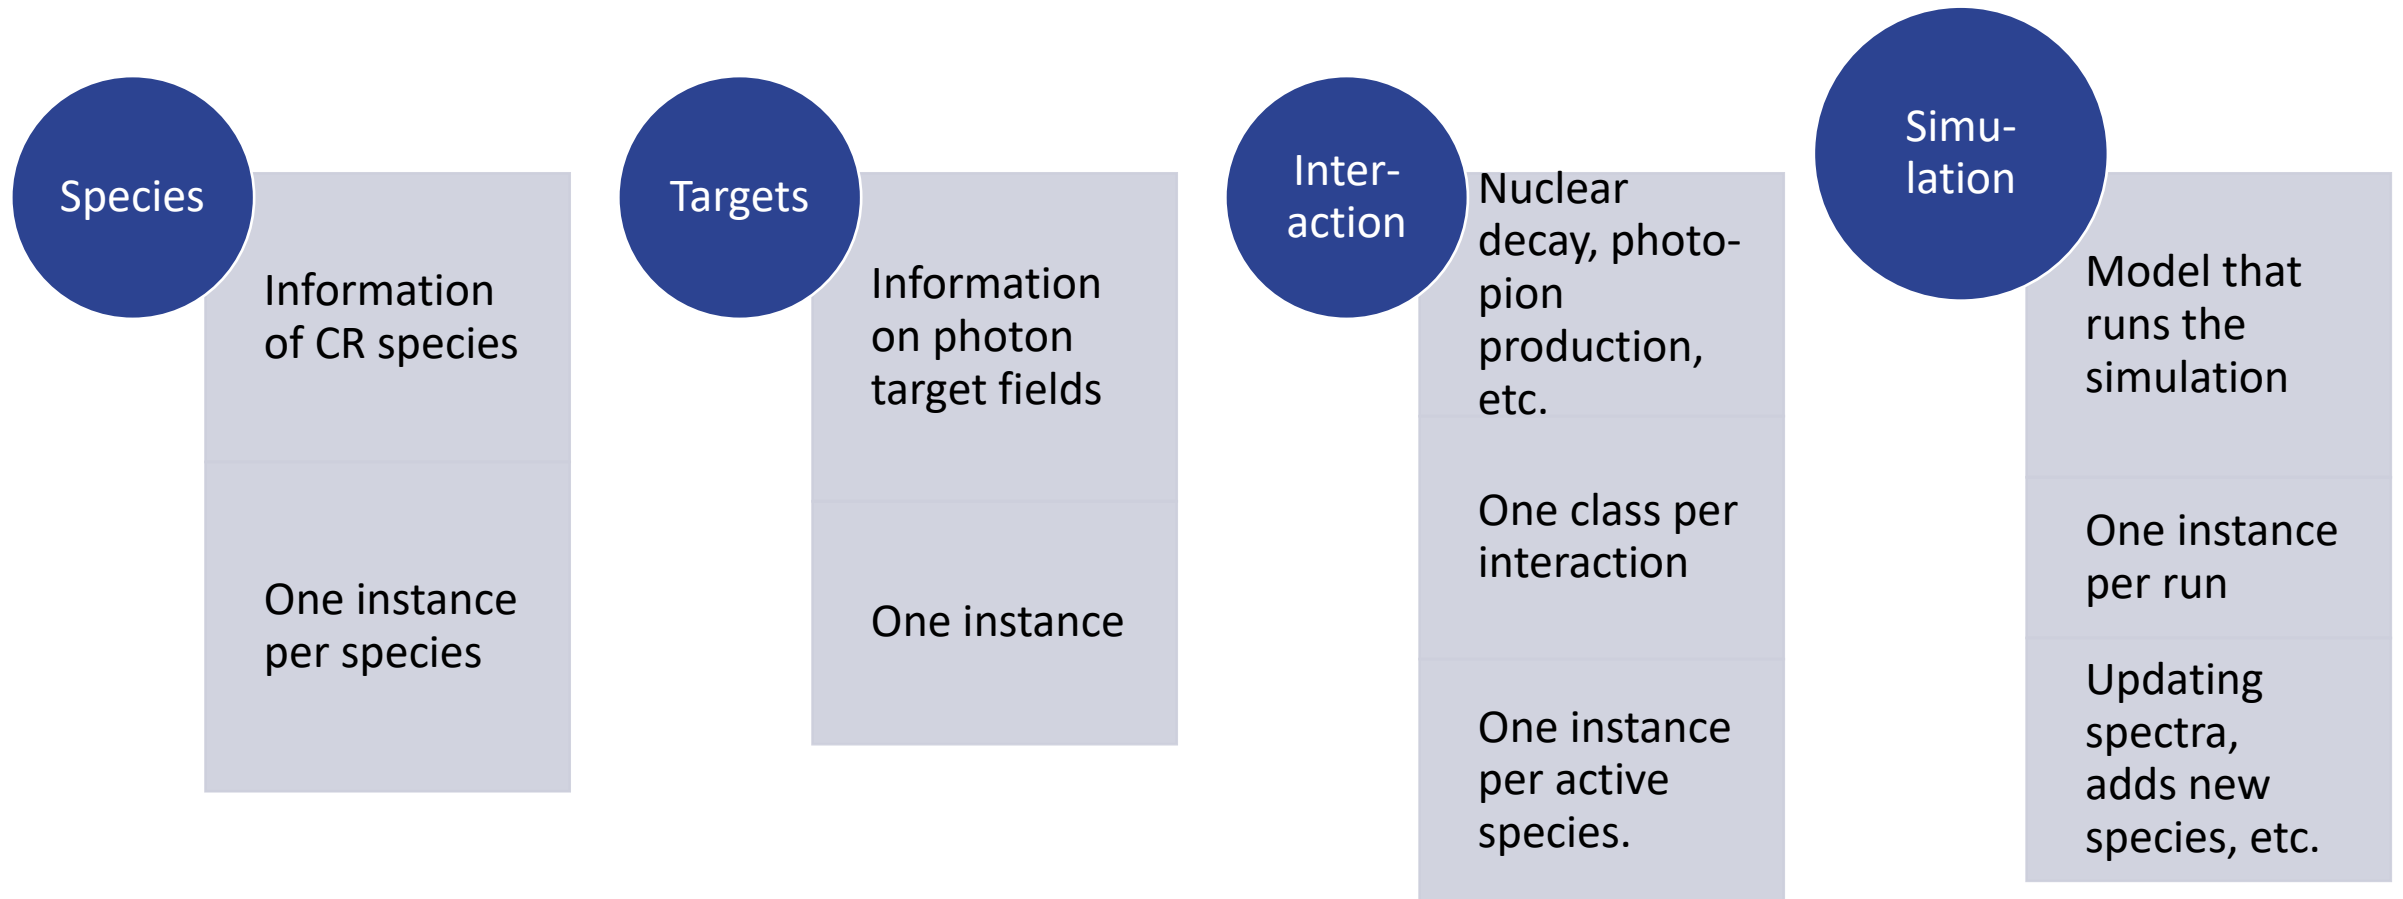 Species
Information
of CR species
One instance
per species
Targets
Information
on photon
target fields
One instance
Inter-
action
Nuclear
decay, photo-
pion
production,
etc.
One class per
interaction
One instance
per active
species.
Simu-
lation
Model that
runs the
simulation
One instance
per run
Updating
spectra,
adds new
species, etc.